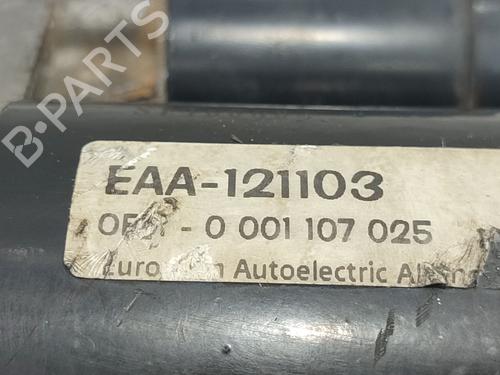 B-PARTS
EAA-121103
- 0 001 107 025
Autoelectric